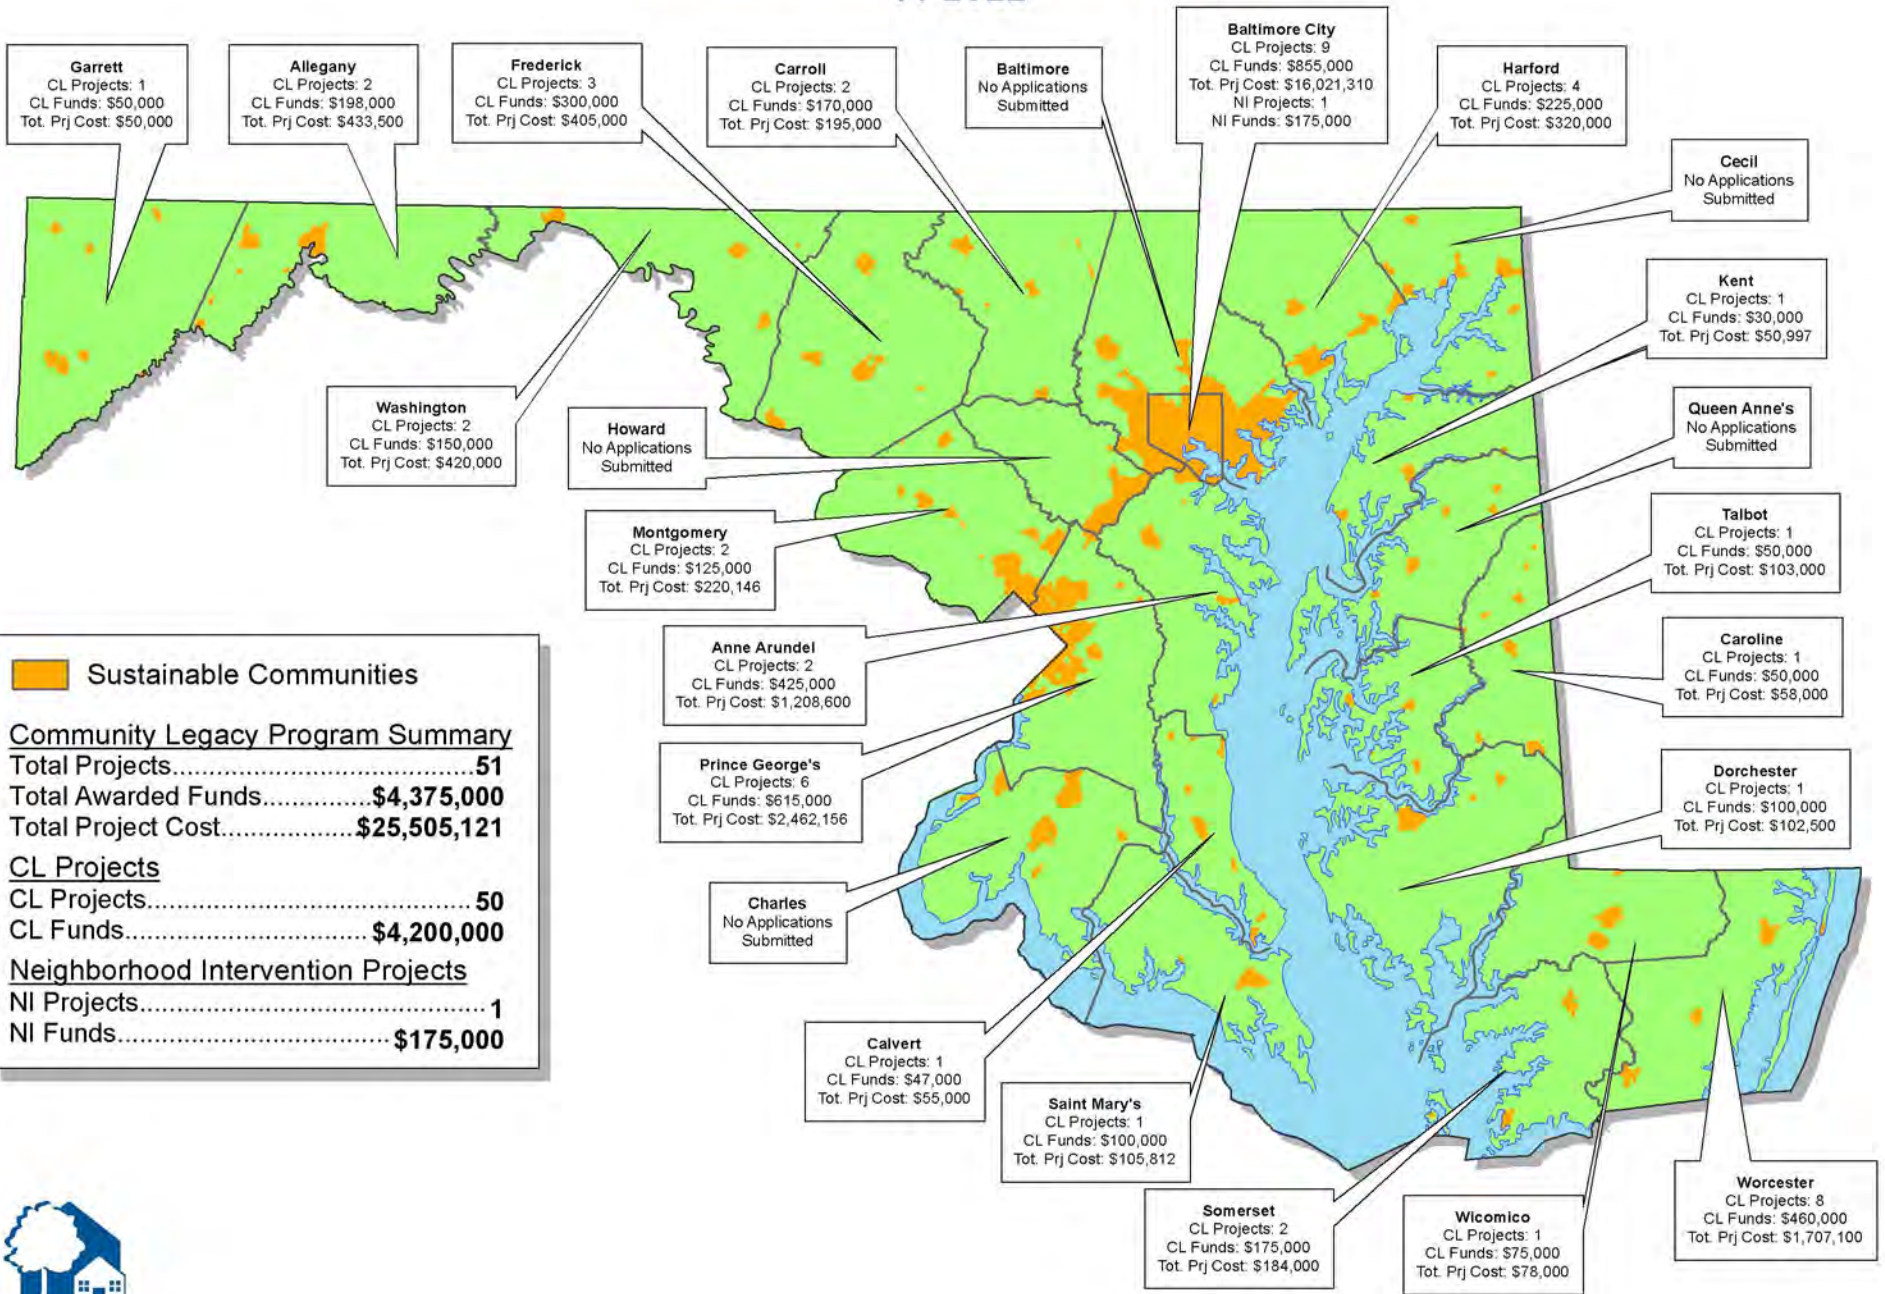 Garrett
CL Projects: 1
CL Funds: $50,000
Tot. Prj Cost: $50,000
Allegany
CL Projects: 2
CL Funds: $198,000
Tot. Prj Cost: $433,500
Frederick
CL Projects: 3
CL Funds: $300,000
Tot. Prj Cost: $405,000
Carroll
CL Projects: 2
CL Funds: $170,000
Tot. Prj Cost: $195,000
Baltimore
No Applications
Submitted
Baltimore City
CL Projects: 9
CL Funds: $855,000
Tot. Prj Cost: $16,021,310
NI Projects: 1
NI Funds: $175,000
Harford
CL Projects: 4
CL Funds: $225,000
Tot. Prj Cost: $320,000
Cecil
No Applications
Submitted
Kent
CL Projects: 1
CL Funds: $30,000
Tot. Prj Cost: $50,997
Washington
CL Projects: 2
CL Funds: $150,000
Tot. Prj Cost: $420,000
Howard
No Applications
Submitted
Queen Anne's
No Applications
Submitted
Montgomery
CL Projects: 2
CL Funds: $125,000
Tot. Prj Cost: $220,146
Talbot
CL Projects: 1
CL Funds: $50,000
Tot. Prj Cost: $103,000
Anne Arundel
CL Projects: 2
CL Funds: $425,000
Tot. Prj Cost: $1,208,600
Caroline
CL Projects: 1
CL Funds: $50,000
Tot. Prj Cost: $58,000
Prince George's
CL Projects: 6
CL Funds: $615,000
Tot. Prj Cost: $2,462,156
Dorchester
CL Projects: 1
CL Funds: $100,000
Tot. Prj Cost: $102,500
Charles
No Applications
Submitted
Calvert
CL Projects: 1
CL Funds: $47,000
Tot. Prj Cost: $55,000
Saint Mary's
CL Projects: 1
CL Funds: $100,000
Tot. Prj Cost: $105,812
Somerset
CL Projects: 2
CL Funds: $175,000
Tot. Prj Cost: $184,000
Wicomico
CL Projects: 1
CL Funds: $75,000
Tot. Prj Cost: $78,000
Worcester
CL Projects: 8
CL Funds: $460,000
Tot. Prj Cost: $1,707,100
Sustainable Communities
Community Legacy Program Summary
Total Projects....................................51
Total Awarded Funds..............$4,375,000
Total Project Cost..................$25,505,121
CL Projects
CL Projects.......................................50
CL Funds.............................$4,200,000
Neighborhood Intervention Projects
NI Projects.........................................1
NI Funds.................................$175,000